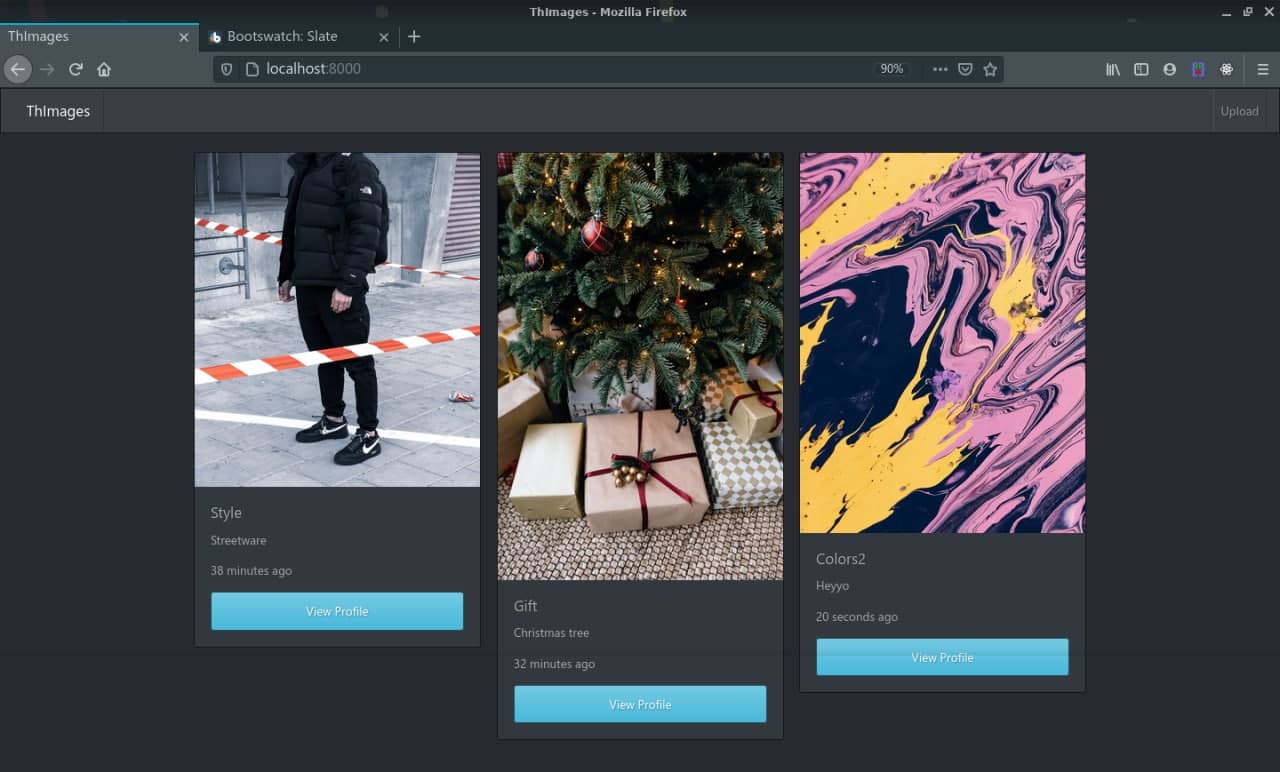 ThImages - Mozilla Firefox
ThImages
Bootswatch: Slate
localhost:8000
90%
ThImages
Upload
Style
Streetware
38 minutes ago
View Profile
Gift
Christmas tree
32 minutes ago
View Profile
Colors2
Heyyo
20 seconds ago
View Profile